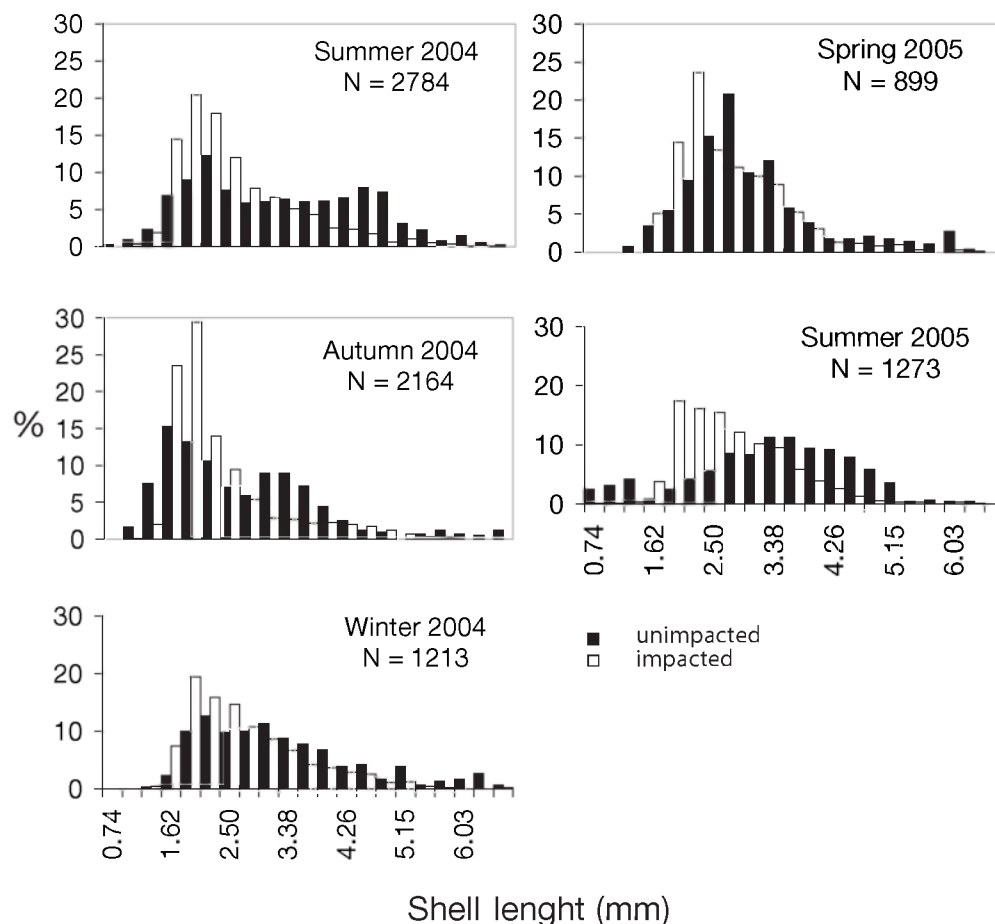 30
25
20
15
10
5
0
Summer 2004
N = 2784
30
25
20
15
10
5
0
Spring 2005
N = 899
30
25
20
15
10
5
0
Autumn 2004
N = 2164
%
30
20
10
0
Summer 2005
N = 1273
0.74 1.62 2.50 3.38 4.26 5.15 6.03
unimpacted
impacted
30
20
10
0
Winter 2004
N = 1213
0.74 1.62 2.50 3.38 4.26 5.15 6.03
Shell lenght (mm)